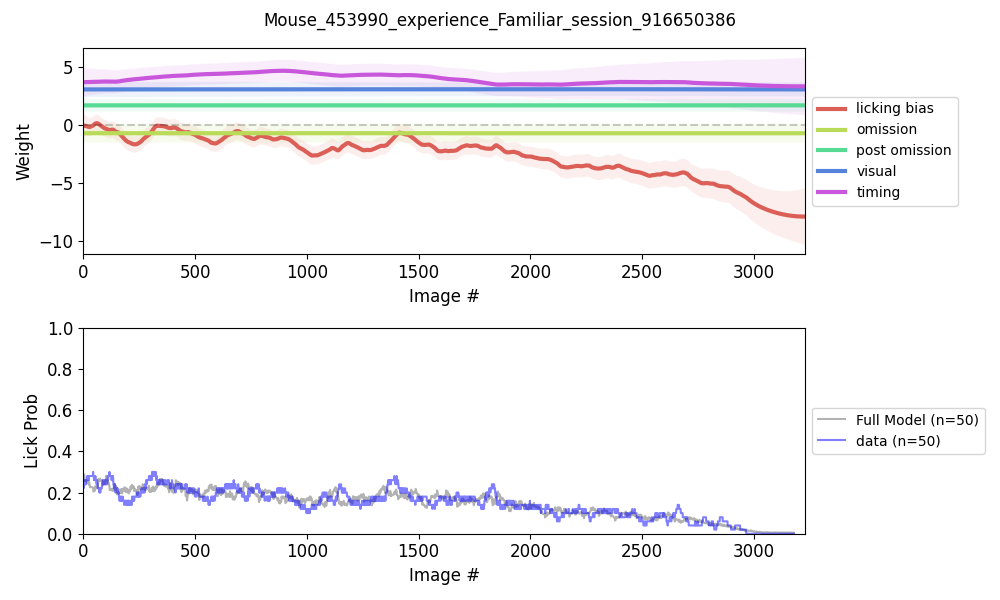 Mouse_453990_experience_Familiar_session_916650386
Weight
5
0
−5
−10
0 500 1000 1500 2000 2500 3000
Image #
licking bias
omission
post omission
visual
timing
Lick Prob
1.0
0.8
0.6
0.4
0.2
0.0
0 500 1000 1500 2000 2500 3000
Image #
Full Model (n=50)
data (n=50)